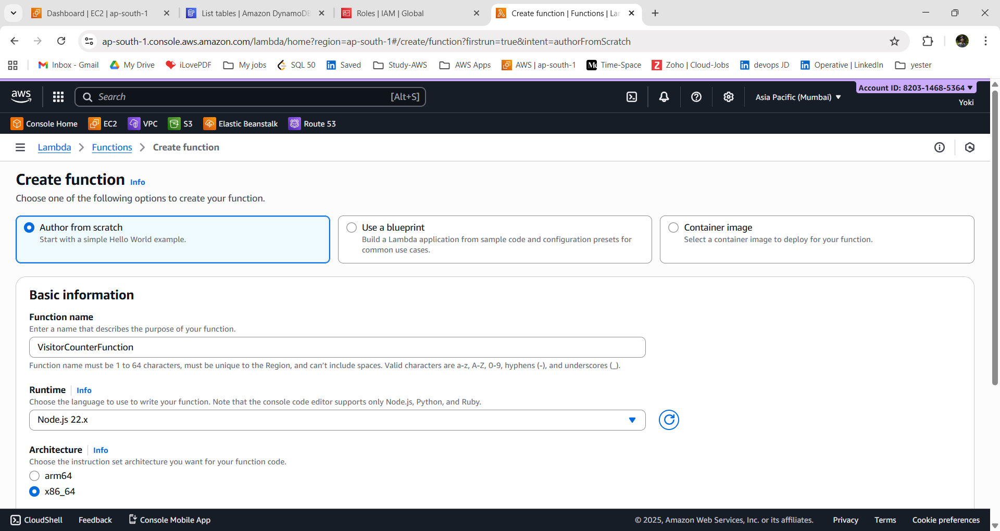 Dashboard | EC2 | ap-south-1
List tables | Amazon DynamoDB
Roles | IAM | Global
Create function | Functions | La
ap-south-1.console.aws.amazon.com/lambda/home?region=ap-south-1#/create/function?firstrun=true&intent=authorFromScratch
Inbox - Gmail
My Drive
iLovePDF
My jobs
SQL 50
Saved
Study-AWS
AWS Apps
AWS | ap-south-1
Time-Space
Zoho | Cloud-Jobs
devops JD
Operative | LinkedIn
yester
aws
Search
[Alt+S]
Asia Pacific (Mumbai)
Account ID: 8203-1468-5364
Yoki
Console Home
EC2
VPC
S3
Elastic Beanstalk
Route 53
Lambda
Functions
Create function
Create function Info
Choose one of the following options to create your function.
Author from scratch
Start with a simple Hello World example.
Use a blueprint
Build a Lambda application from sample code and configuration presets for
common use cases.
Container image
Select a container image to deploy for your function.
Basic information
Function name
Enter a name that describes the purpose of your function.
VisitorCounterFunction
Function name must be 1 to 64 characters, must be unique to the Region, and can't include spaces. Valid characters are a-z, A-Z, 0-9, hyphens (-), and underscores (_).
Runtime Info
Choose the language to use to write your function. Note that the console code editor supports only Node.js, Python, and Ruby.
Node.js 22.x
Architecture Info
Choose the instruction set architecture you want for your function code.
arm64
x86_64
CloudShell
Feedback
Console Mobile App
© 2025, Amazon Web Services, Inc. or its affiliates.
Privacy
Terms
Cookie preferences